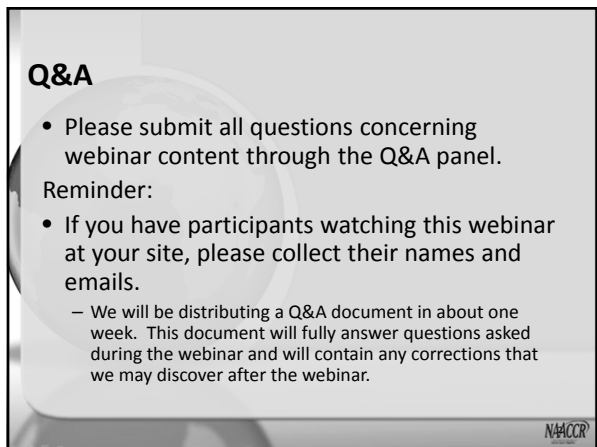 Q&A
• Please submit all questions concerning
webinar content through the Q&A panel.
Reminder:
• If you have participants watching this webinar
at your site, please collect their names and
emails.
– We will be distributing a Q&A document in about one
week.  This document will fully answer questions asked
during the webinar and will contain any corrections that
we may discover after the webinar.
NAACCR